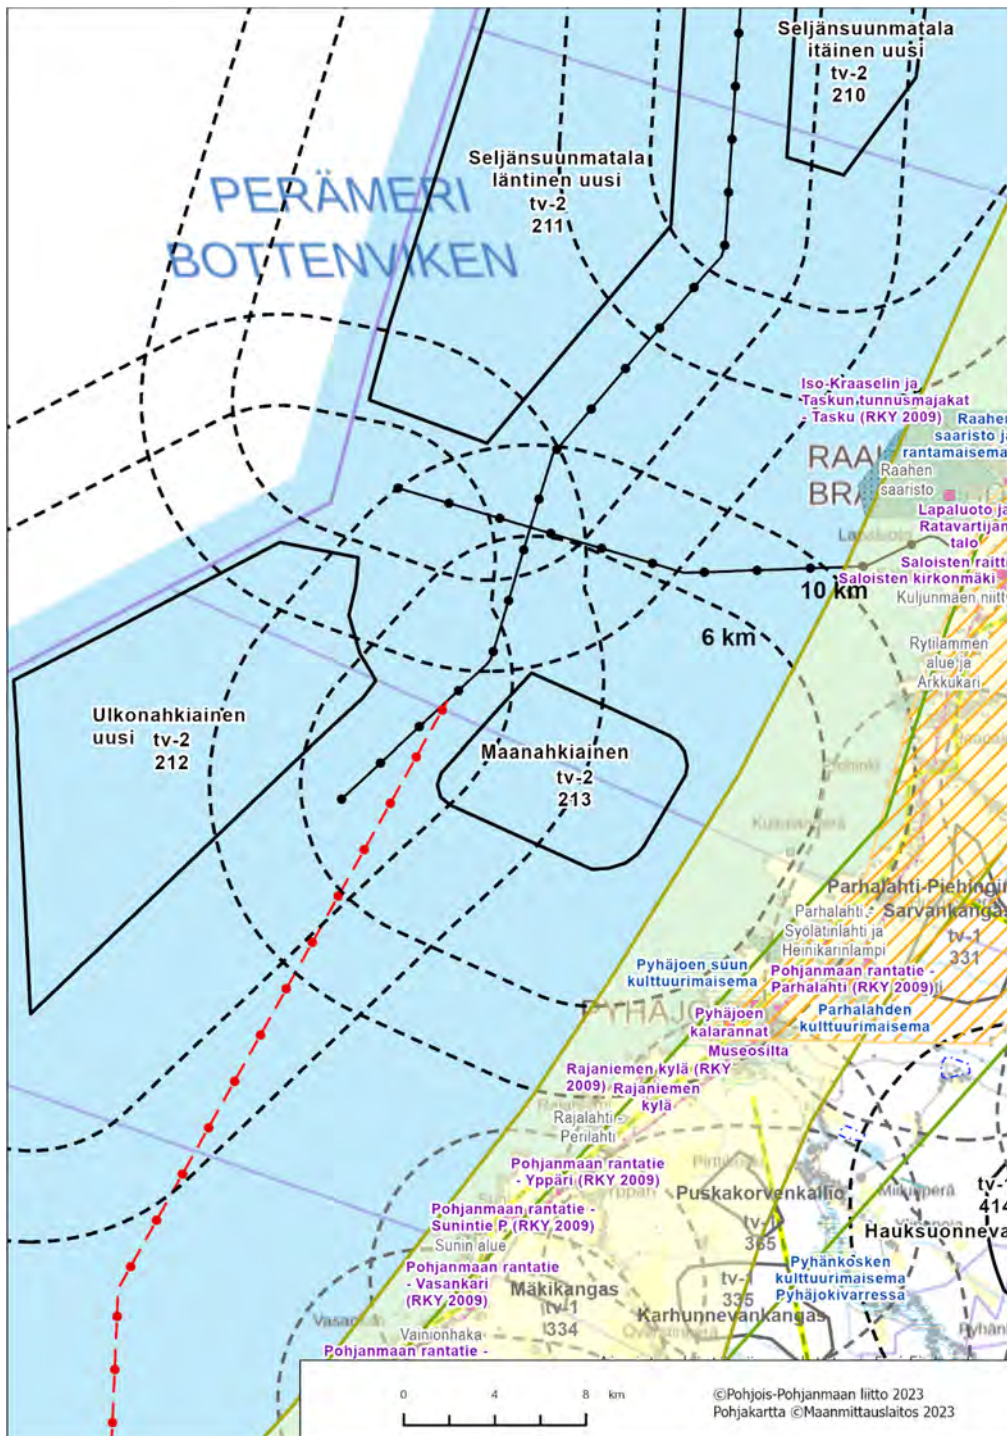 Seljänsuunmatala
itäinen uusi
tv-2
210
Seljänsuunmatala
läntinen uusi
tv-2
211
PERÄMERI
BOTTENVIKEN
Iso-Kraaselin ja
Taskun tunnusmajakat
- Tasku (RKY 2009)
Raahen
saaristo ja
rantamaisema
Raahen
saaristo
Lapaluoto ja
Ratavartijan
talo
Lapaluoto
Saloisten raitti
Saloisten kirkonmäki
Kuljunmäen niitty
10 km
6 km
Rytilammen
alue ja
Arkkukari
Ulkonahkiainen
uusi tv-2
212
Maanahkiainen
tv-2
213
Parhalahti-Piehingin
Sarvankangas
tv-1
331
Parhalahti -
Syölätinlahti ja
Heinikarinlampi
Pyhäjoen suun
kulttuurimaisema
Pohjanmaan rantatie -
Parhalahti (RKY 2009)
Parhalahden
kulttuurimaisema
Pyhäjoen
kalarannat
Museosilta
Rajaniemen kylä (RKY
2009)
Rajaniemen
kylä
Rajalahti -
Perilahti
Pohjanmaan rantatie
- Yppäri (RKY 2009)
Puskakorvenkallio
tv-1
365
tv-1
414
Hauksuonneva
Pohjanmaan rantatie -
Sunintie P (RKY 2009)
Sunin alue
Pohjanmaan rantatie
- Vasankari
(RKY 2009)
Mäkikangas
tv-1
334
tv-1
335
Karhunnevankangas
Pyhänkosken
kulttuurimaisema
Pyhäjokivarressa
Vainionhaka
Pohjanmaan rantatie -
0 4 8 km
©Pohjois-Pohjanmaan liitto 2023
Pohjakartta ©Maanmittauslaitos 2023